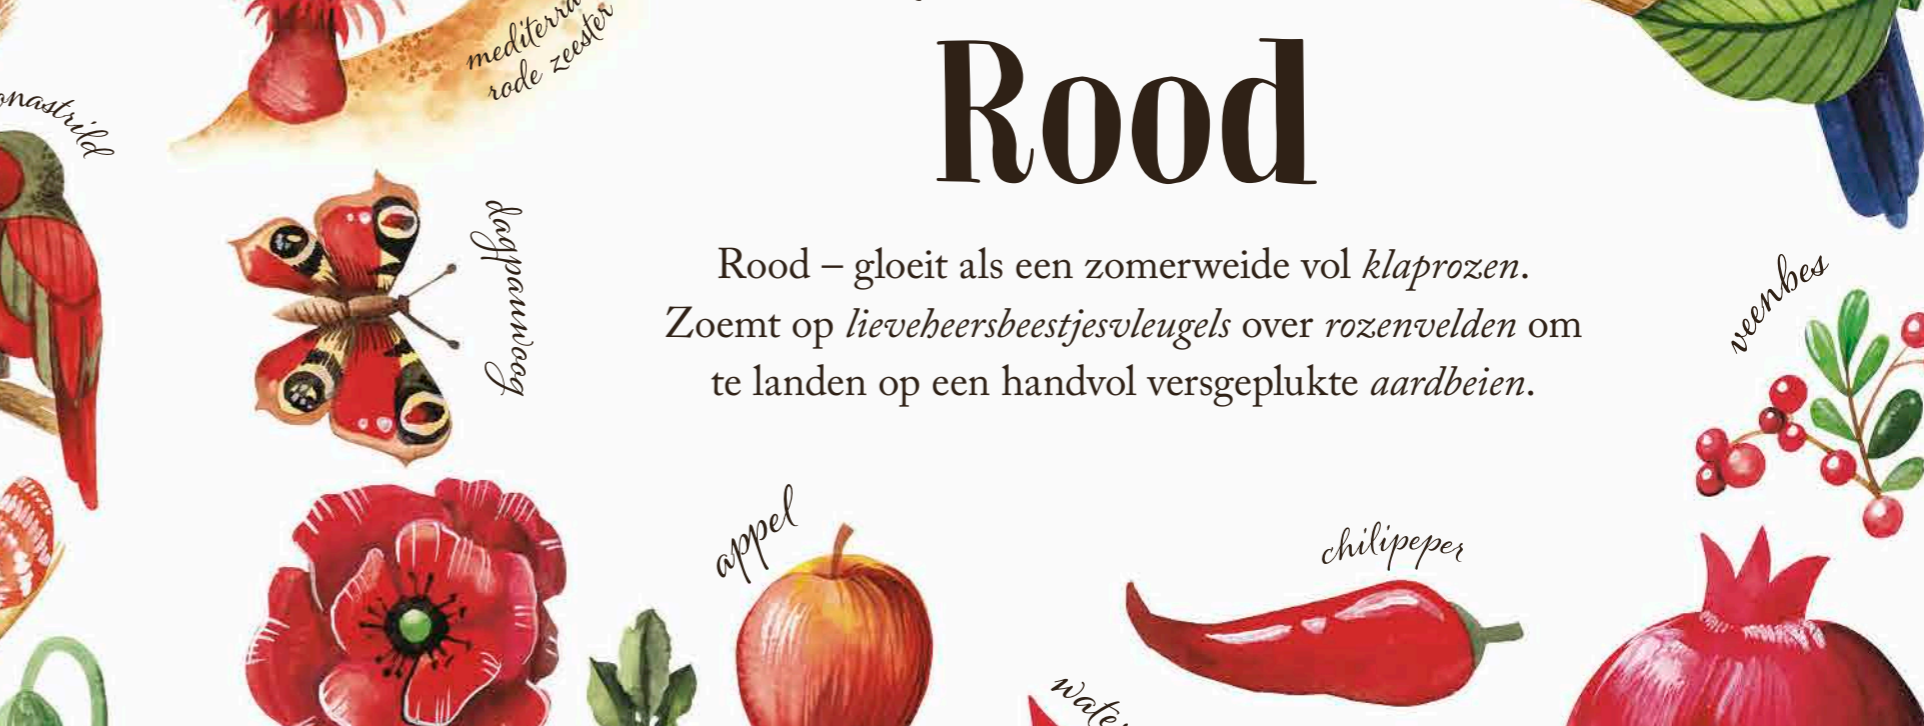 mediterra
rode zeester
Rood
dagpauwoog
Rood – gloeit als een zomerweide vol klaprozen.
Zoemt op lieveheersbeestjesvleugels over rozenvelden om
te landen op een handvol versgeplukte aardbeien.
veenbes
appel
chilipeper
wate